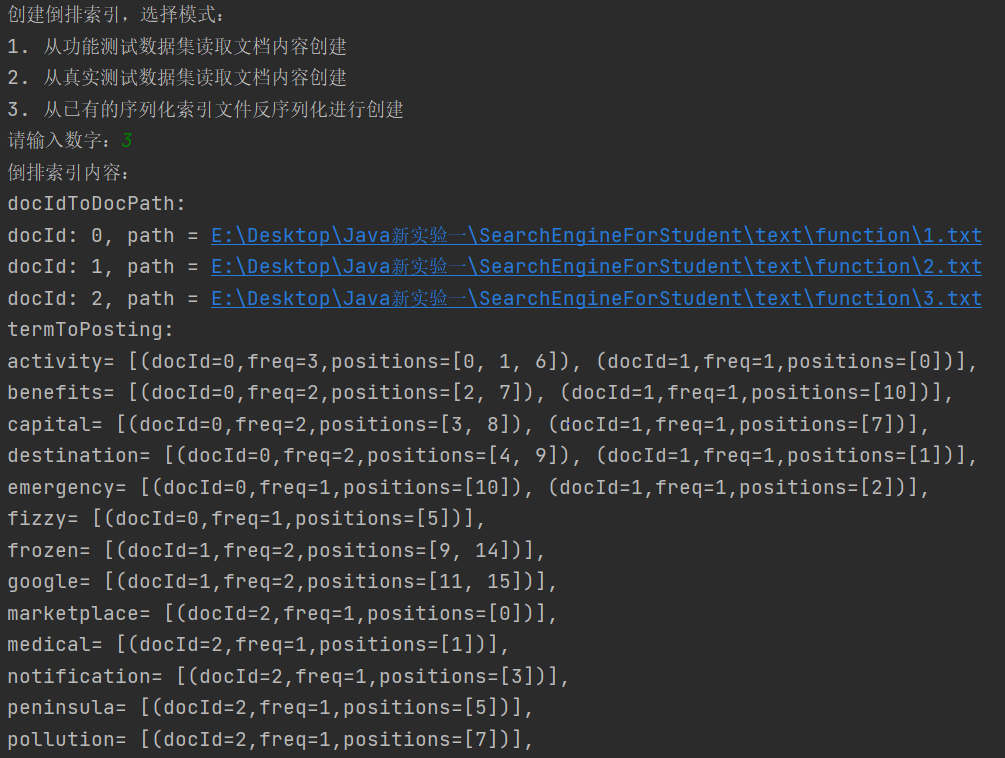 创建倒排索引，选择模式：
1. 从功能测试数据集读取文档内容创建
2. 从真实测试数据集读取文档内容创建
3. 从已有的序列化索引文件反序列化进行创建
请输入数字：3
倒排索引内容：
docIdToDocPath:
docId: 0, path = E:\Desktop\Java新实验一\SearchEngineForStudent\text\function\1.txt
docId: 1, path = E:\Desktop\Java新实验一\SearchEngineForStudent\text\function\2.txt
docId: 2, path = E:\Desktop\Java新实验一\SearchEngineForStudent\text\function\3.txt
termToPosting:
activity= [(docId=0,freq=3,positions=[0, 1, 6]), (docId=1,freq=1,positions=[0])],
benefits= [(docId=0,freq=2,positions=[2, 7]), (docId=1,freq=1,positions=[10])],
capital= [(docId=0,freq=2,positions=[3, 8]), (docId=1,freq=1,positions=[7])],
destination= [(docId=0,freq=2,positions=[4, 9]), (docId=1,freq=1,positions=[1])],
emergency= [(docId=0,freq=1,positions=[10]), (docId=1,freq=1,positions=[2])],
fizzy= [(docId=0,freq=1,positions=[5])],
frozen= [(docId=1,freq=2,positions=[9, 14])],
google= [(docId=1,freq=2,positions=[11, 15])],
marketplace= [(docId=2,freq=1,positions=[0])],
medical= [(docId=2,freq=1,positions=[1])],
notification= [(docId=2,freq=1,positions=[3])],
peninsula= [(docId=2,freq=1,positions=[5])],
pollution= [(docId=2,freq=1,positions=[7])],